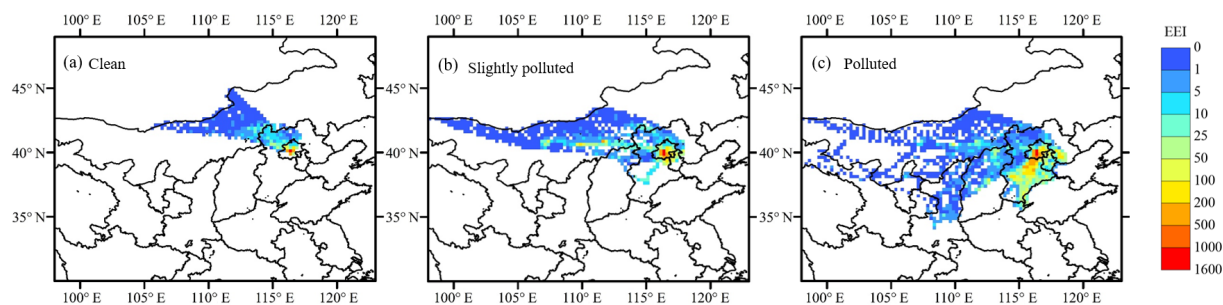 100° E 105° E 110° E 115° E 120° E
100° E 105° E 110° E 115° E 120° E
100° E 105° E 110° E 115° E 120° E
(a) Clean
(b) Slightly polluted
(c) Polluted
45° N
40° N
35° N
45° N
40° N
35° N
45° N
40° N
35° N
100° E 105° E 110° E 115° E 120° E
100° E 105° E 110° E 115° E 120° E
100° E 105° E 110° E 115° E 120° E
EEI
0
1
5
10
25
50
100
200
500
1000
1600